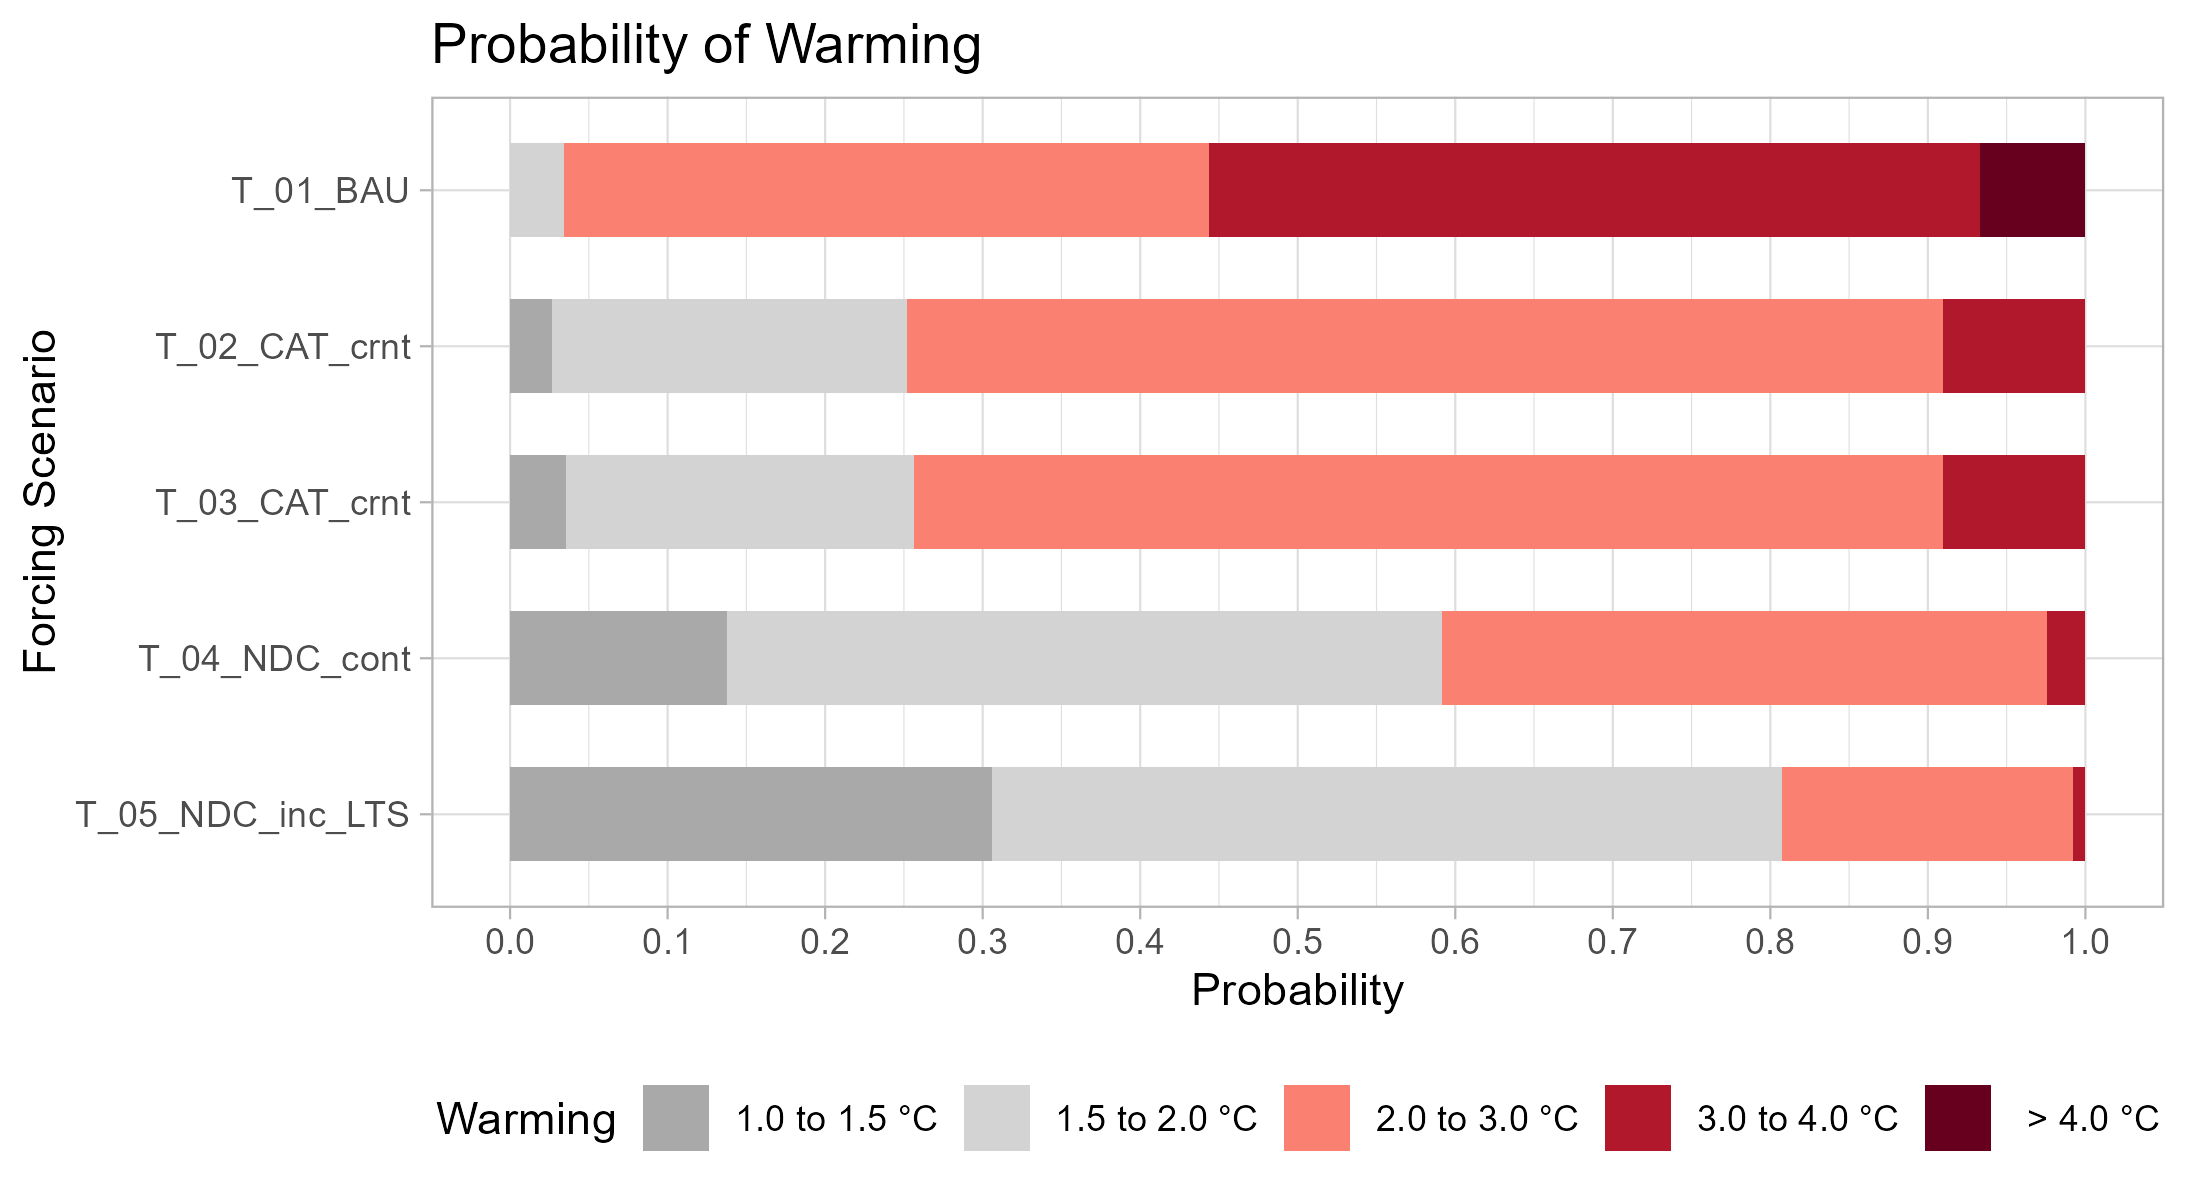 Probability of Warming
Forcing Scenario
T_01_BAU
T_02_CAT_crnt
T_03_CAT_crnt
T_04_NDC_cont
T_05_NDC_inc_LTS
0.0 0.1 0.2 0.3 0.4 0.5 0.6 0.7 0.8 0.9 1.0
Probability
Warming 1.0 to 1.5 °C 1.5 to 2.0 °C 2.0 to 3.0 °C 3.0 to 4.0 °C > 4.0 °C